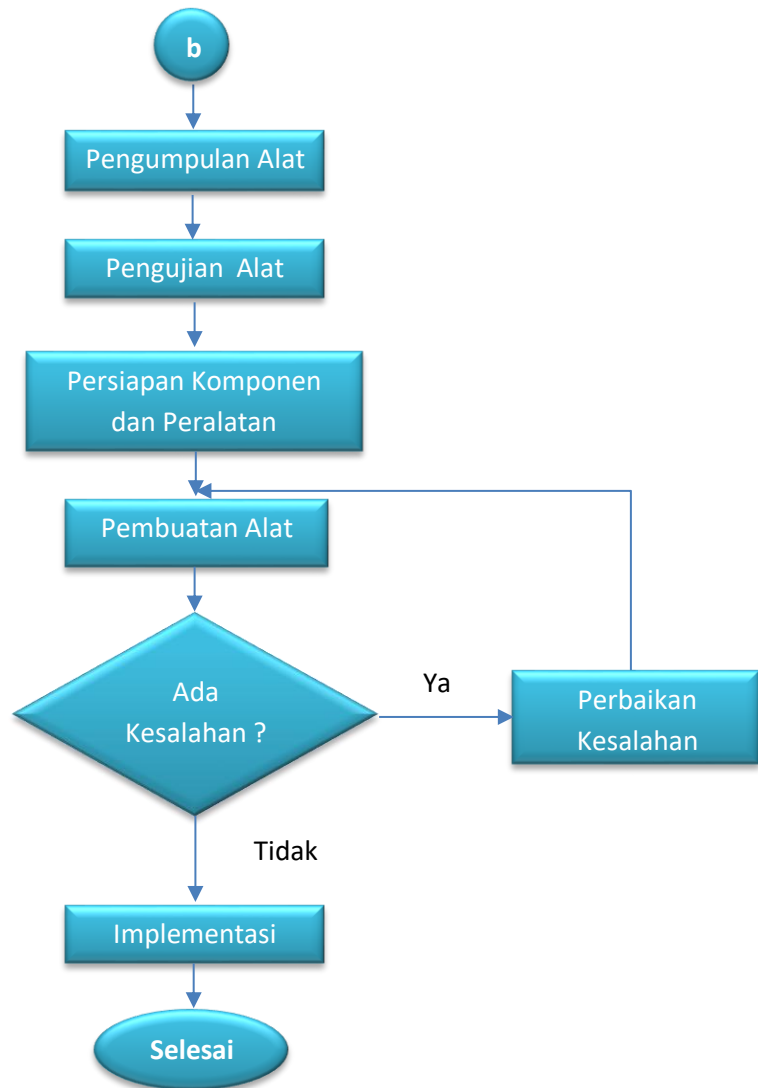 b
Pengumpulan Alat
Pengujian Alat
Persiapan Komponen
dan Peralatan
Pembuatan Alat
Ada
Kesalahan ?
Ya
Perbaikan
Kesalahan
Tidak
Implementasi
Selesai